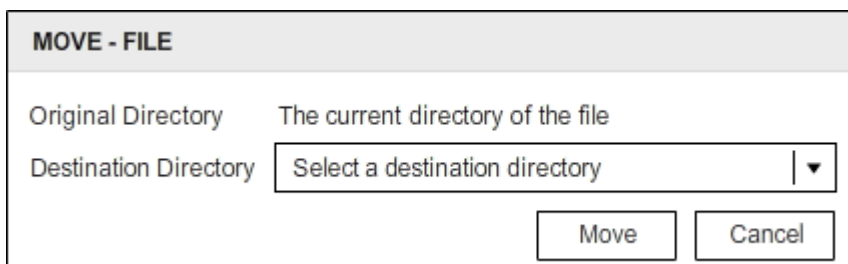 MOVE - FILE
Original Directory The current directory of the file
Destination Directory Select a destination directory
Move Cancel